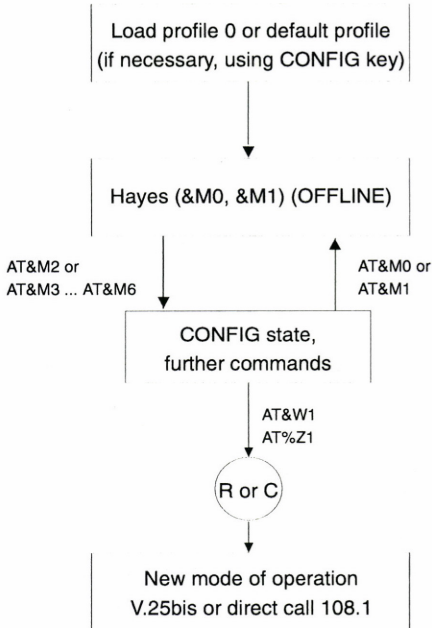 Load profile 0 or default profile
(if necessary, using CONFIG key)
Hayes (&M0, &M1) (OFFLINE)
AT&M2 or
AT&M3 ... AT&M6
AT&M0 or
AT&M1
CONFIG state,
further commands
AT&W1
AT%Z1
R or C
New mode of operation
V.25bis or direct call 108.1